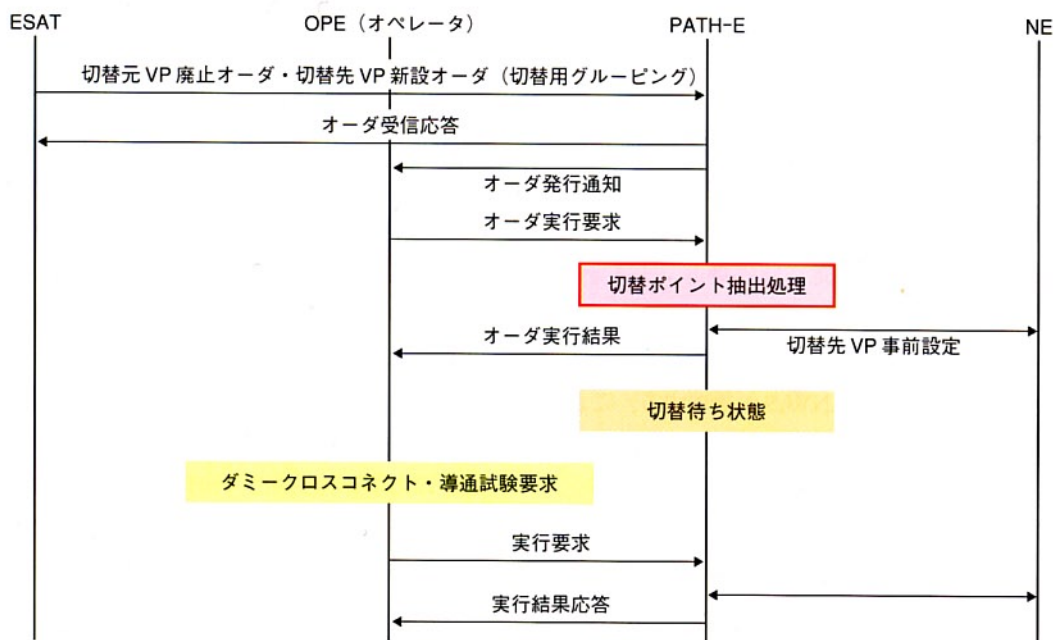 ESAT
OPE（オペレータ）
PATH-E
NE
切替元 VP 廃止オーダ・切替先 VP 新設オーダ（切替用グルーピング）
オーダ受信応答
オーダ発行通知
オーダ実行要求
切替ポイント抽出処理
オーダ実行結果
切替先 VP 事前設定
切替待ち状態
ダミークロスコネクト・導通試験要求
実行要求
実行結果応答